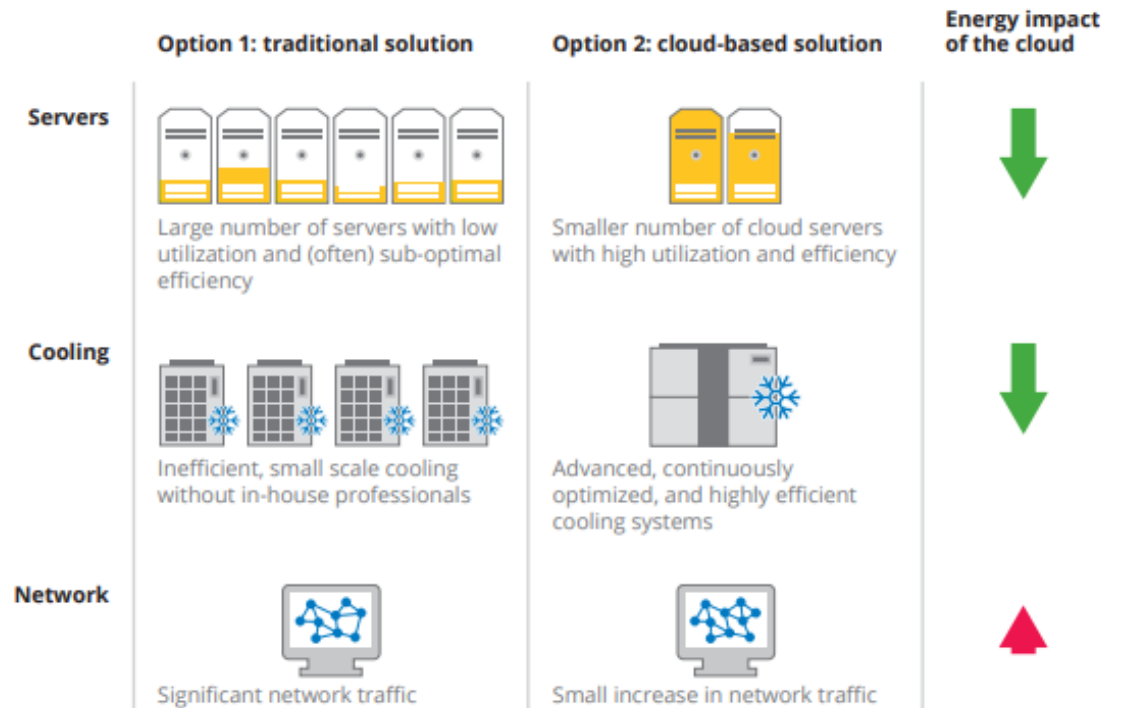 Option 1: traditional solution
Option 2: cloud-based solution
Energy impact
of the cloud
Servers
Large number of servers with low
utilization and (often) sub-optimal
efficiency
Smaller number of cloud servers
with high utilization and efficiency
Cooling
Inefficient, small scale cooling
without in-house professionals
Advanced, continuously
optimized, and highly efficient
cooling systems
Network
Significant network traffic
Small increase in network traffic